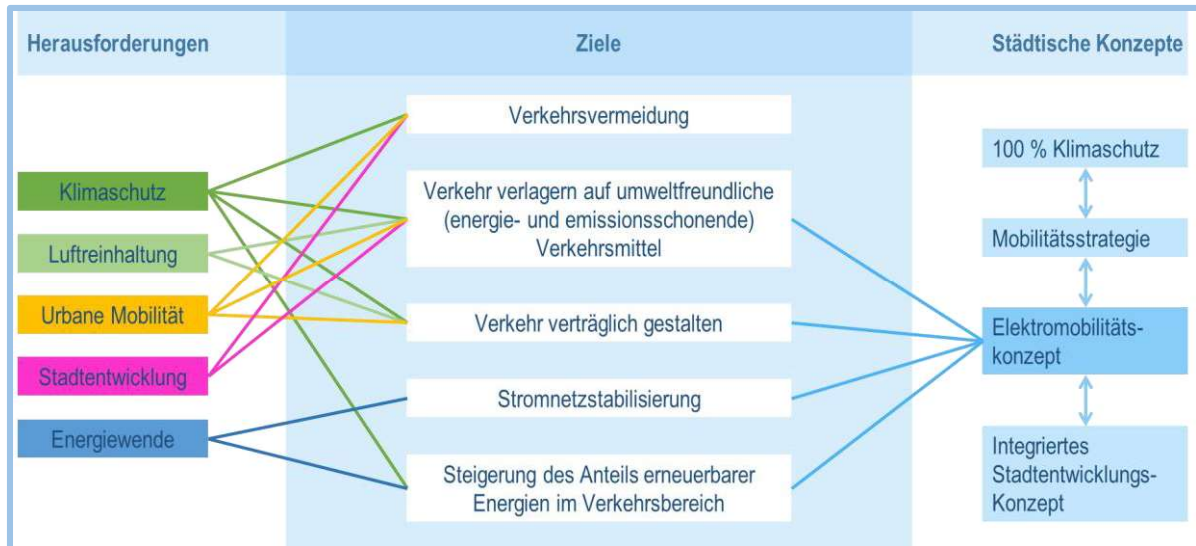 Herausforderungen
Ziele
Städtische Konzepte
Klimaschutz
Luftreinhaltung
Urbane Mobilität
Stadtentwicklung
Energiewende
Verkehrsvermeidung
Verkehr verlagern auf umweltfreundliche
(energie- und emissionsschonende)
Verkehrsmittel
Verkehr verträglich gestalten
Stromnetzstabilisierung
Steigerung des Anteils erneuerbarer
Energien im Verkehrsbereich
100 % Klimaschutz
Mobilitätsstrategie
Elektromobilitäts-
konzept
Integriertes
Stadtentwicklungs-
Konzept